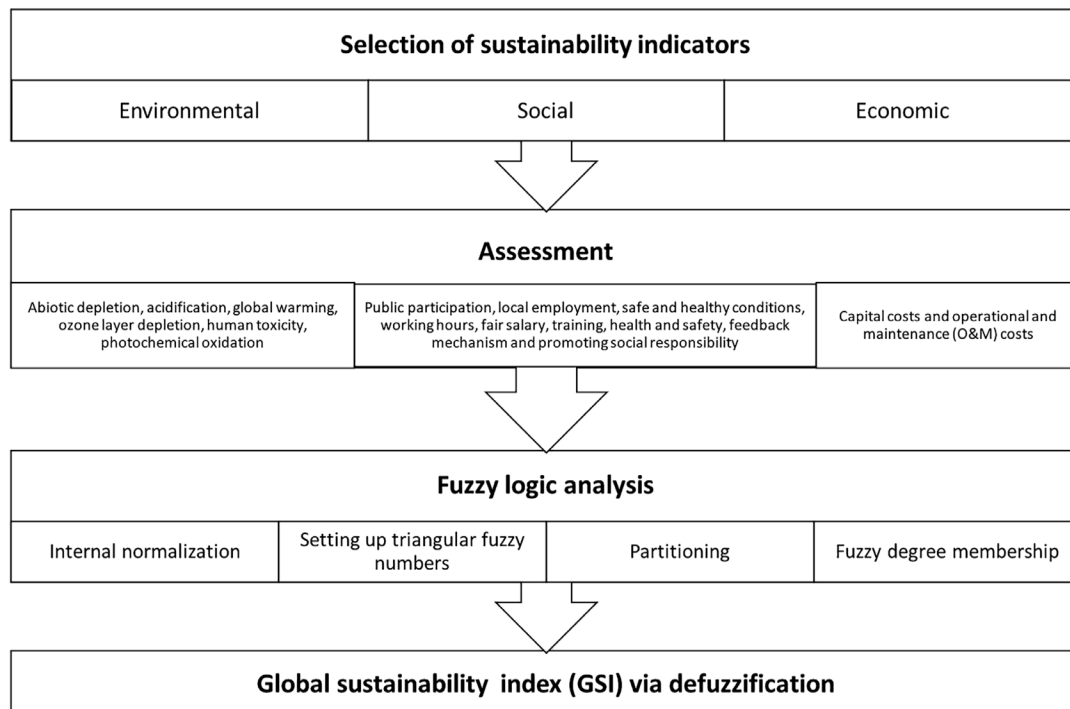 Selection of sustainability indicators
Environmental
Social
Economic
Assessment
Abiotic depletion, acidification, global warming,
ozone layer depletion, human toxicity,
photochemical oxidation
Public participation, local employment, safe and healthy conditions,
working hours, fair salary, training, health and safety, feedback
mechanism and promoting social responsibility
Capital costs and operational and
maintenance (O&M) costs
Fuzzy logic analysis
Internal normalization
Setting up triangular fuzzy
numbers
Partitioning
Fuzzy degree membership
Global sustainability index (GSI) via defuzzification